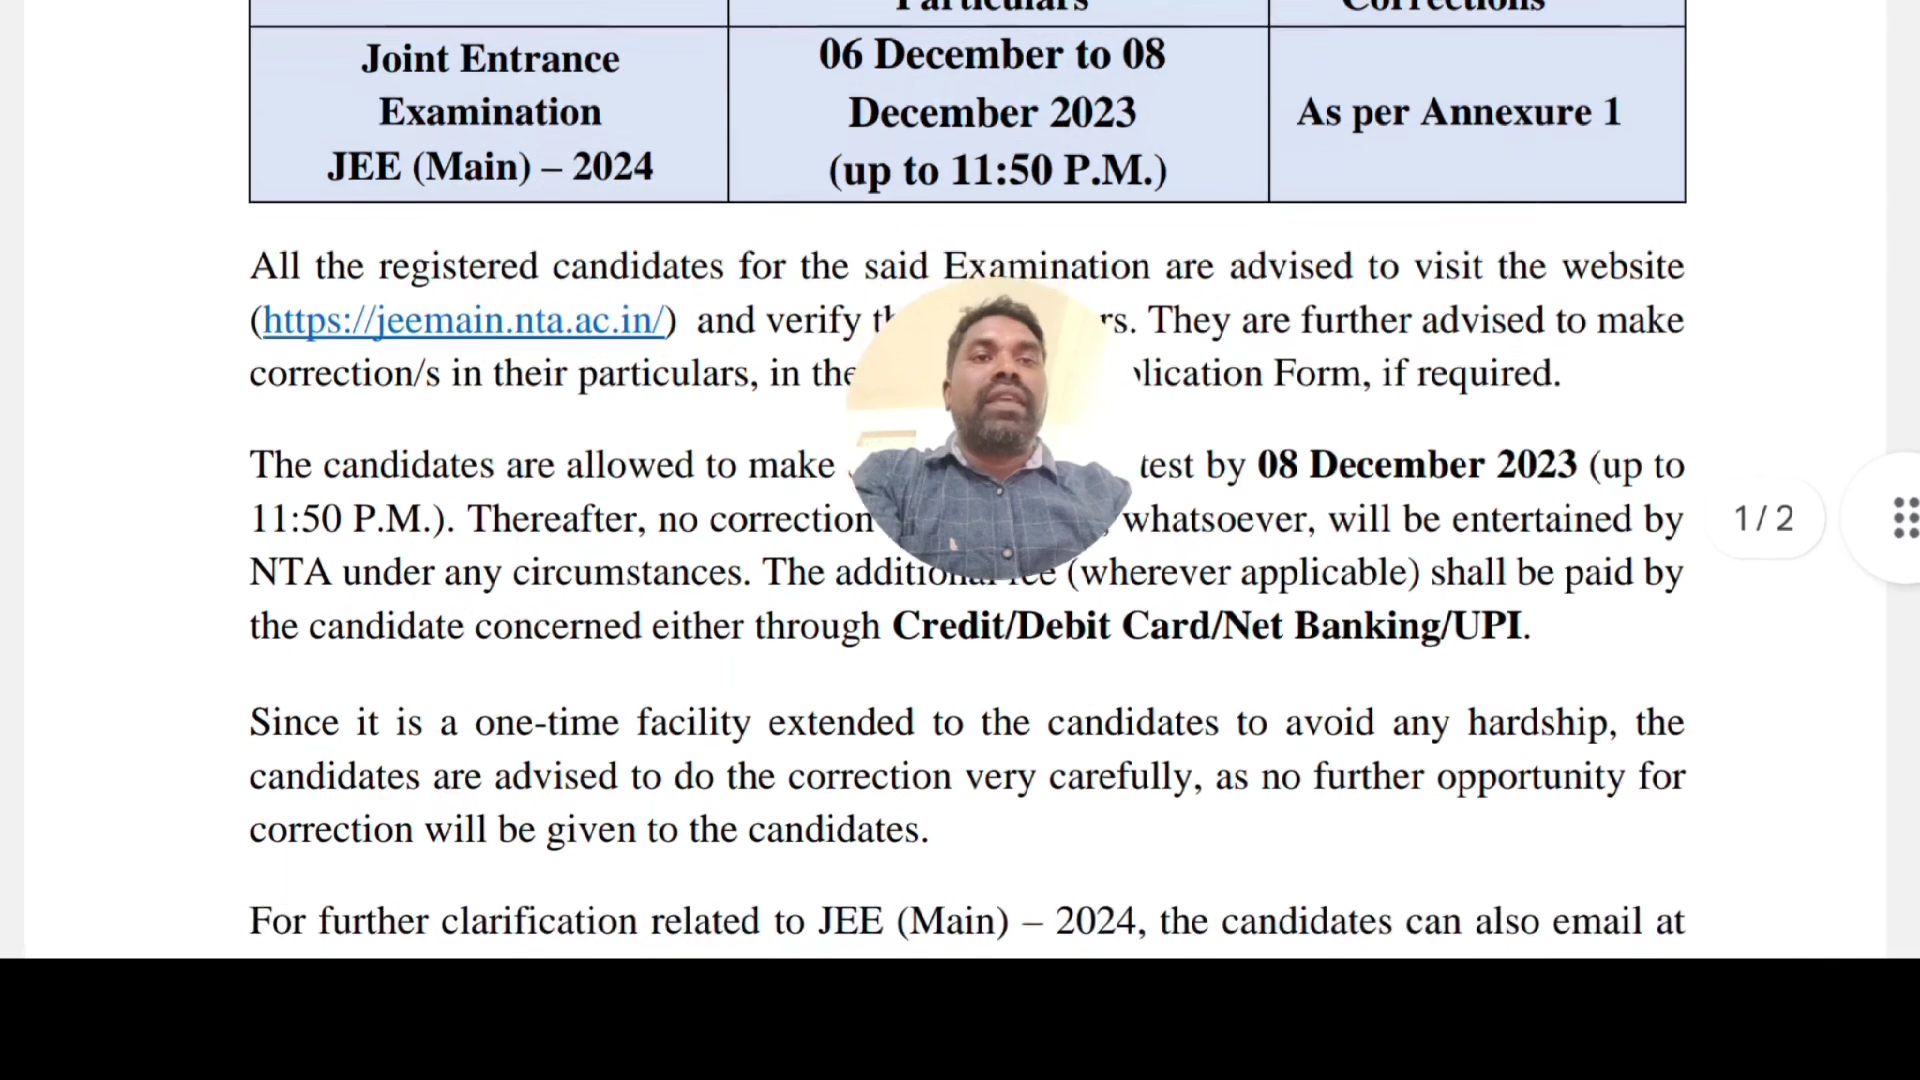 Particulars
Corrections
Joint Entrance
Examination
JEE (Main) – 2024
06 December to 08
December 2023
(up to 11:50 P.M.)
As per Annexure 1
All the registered candidates for the said Examination are advised to visit the website
(https://jeemain.nta.ac.in/) and verify rs. They are further advised to make
correction/s in their particulars, in the lication Form, if required.
The candidates are allowed to make test by 08 December 2023 (up to
11:50 P.M.). Thereafter, no correction whatsoever, will be entertained by
NTA under any circumstances. The additional fee (wherever applicable) shall be paid by
the candidate concerned either through Credit/Debit Card/Net Banking/UPI.
Since it is a one-time facility extended to the candidates to avoid any hardship, the
candidates are advised to do the correction very carefully, as no further opportunity for
correction will be given to the candidates.
For further clarification related to JEE (Main) – 2024, the candidates can also email at
1/2